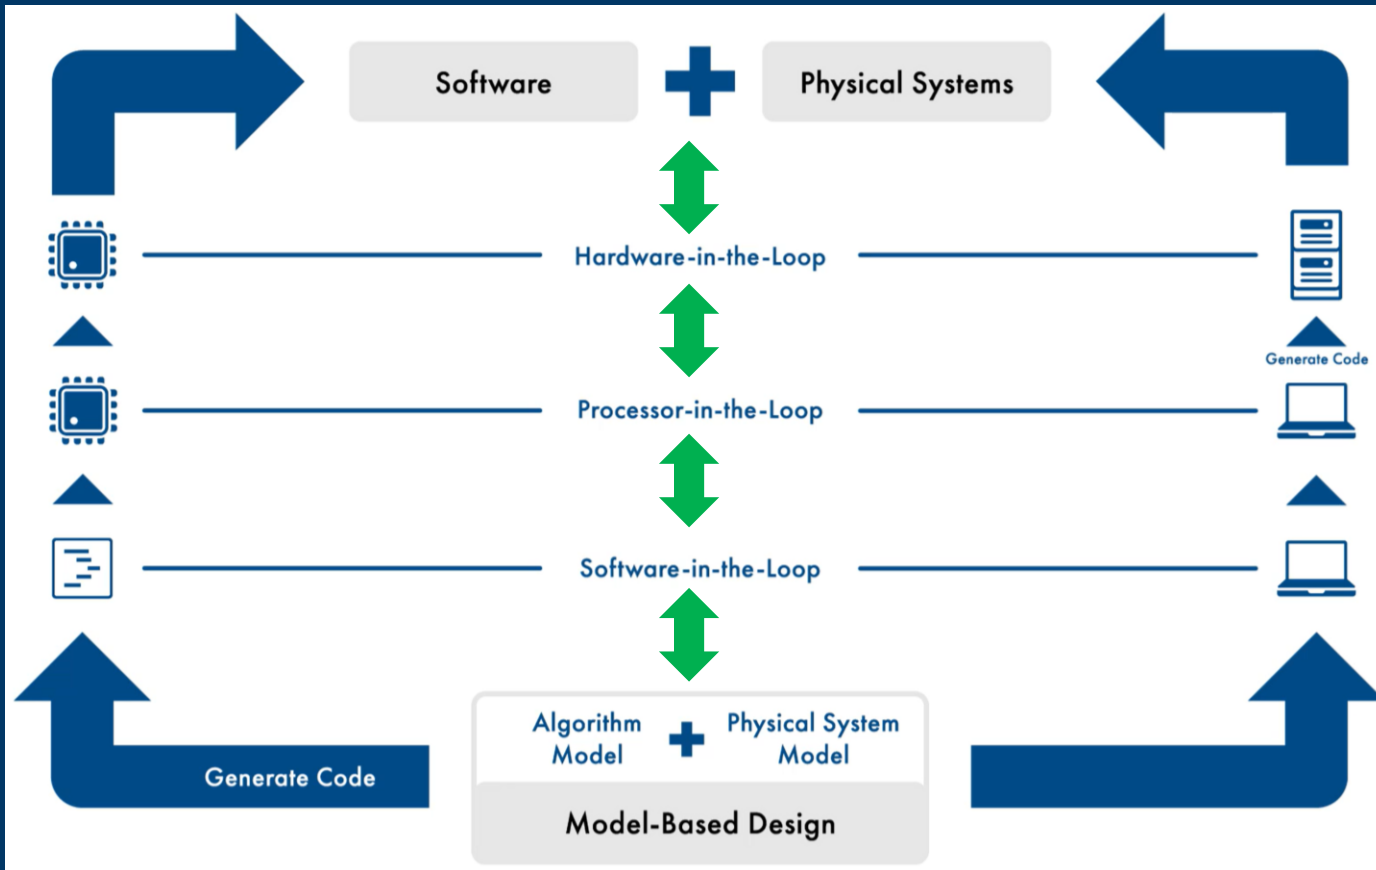 Software
Physical Systems
Hardware-in-the-Loop
Generate Code
Processor-in-the-Loop
Software-in-the-Loop
Algorithm
Model
Physical System
Model
Generate Code
Model-Based Design